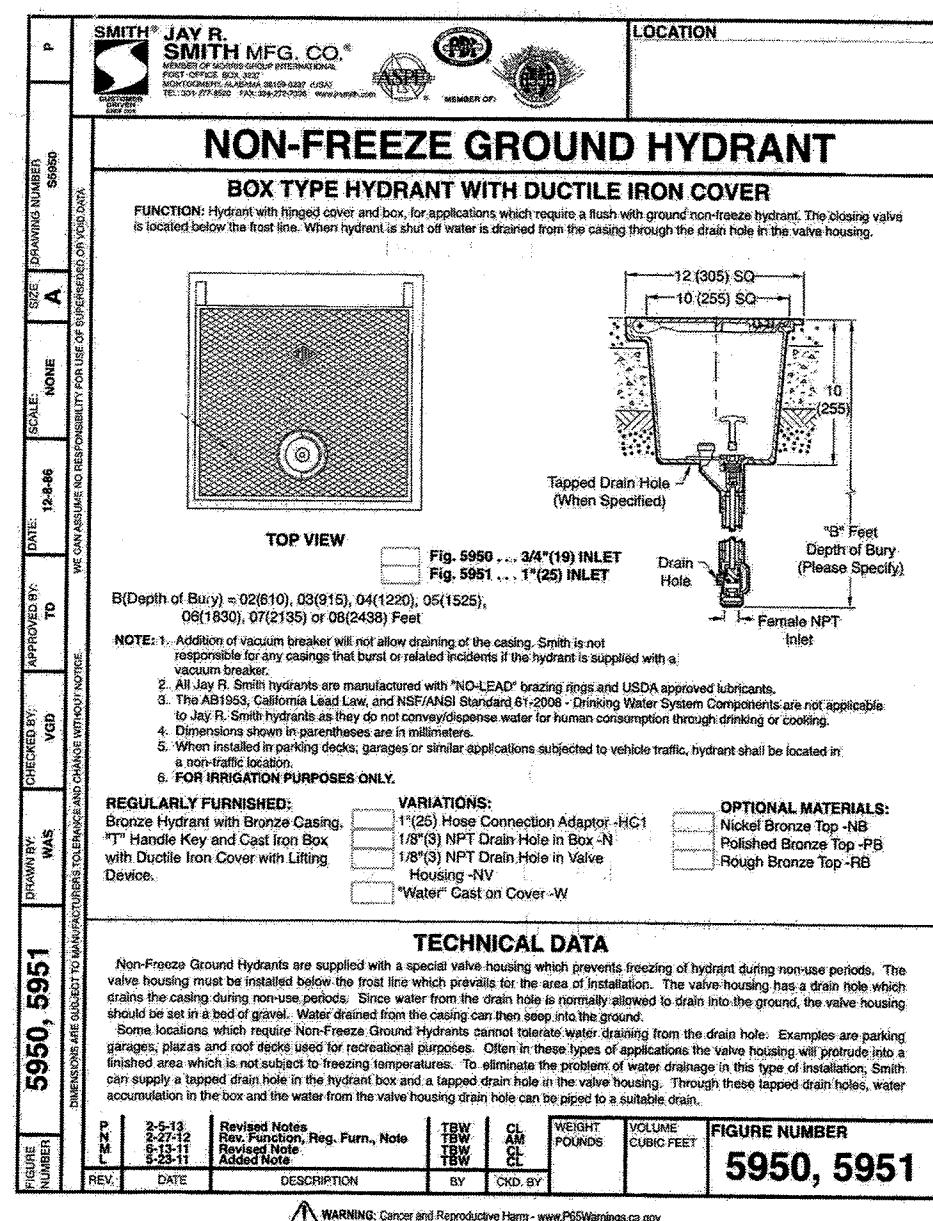 SMITH®
CUSTOMER
DRIVEN
JAY R.
SMITH MFG. CO.®
MEMBER OF MORRIS GROUP INTERNATIONAL
POST OFFICE BOX 3237
MONTGOMERY, ALABAMA 36109-0237 (USA)
TEL: 334-277-8520 FAX: 334-272-7396 www.jrsmith.com
ASPE
PDI
MEMBER OF:
LOCATION
NON-FREEZE GROUND HYDRANT
BOX TYPE HYDRANT WITH DUCTILE IRON COVER
FUNCTION: Hydrant with hinged cover and box, for applications which require a flush with ground non-freeze hydrant. The closing valve
is located below the frost line. When hydrant is shut off water is drained from the casing through the drain hole in the valve housing.
12 (305) SQ
10 (255) SQ
10
(255)
Tapped Drain Hole
(When Specified)
"B" Feet
Depth of Bury
(Please Specify)
Drain
Hole
Female NPT
Inlet
TOP VIEW
Fig. 5950 . . . 3/4"(19) INLET
Fig. 5951 . . . 1"(25) INLET
B(Depth of Bury) = 02(610), 03(915), 04(1220), 05(1525),
06(1830), 07(2135) or 08(2438) Feet
NOTE: 1. Addition of vacuum breaker will not allow draining of the casing. Smith is not
responsible for any casings that burst or related incidents if the hydrant is supplied with a
vacuum breaker.
2. All Jay R. Smith hydrants are manufactured with "NO-LEAD" brazing rings and USDA approved lubricants.
3. The AB1953, California Lead Law, and NSF/ANSI Standard 61-2008 - Drinking Water System Components are not applicable
to Jay R. Smith hydrants as they do not convey/dispense water for human consumption through drinking or cooking.
4. Dimensions shown in parentheses are in millimeters.
5. When installed in parking decks, garages or similar applications subjected to vehicle traffic, hydrant shall be located in
a non-traffic location.
6. FOR IRRIGATION PURPOSES ONLY.
REGULARLY FURNISHED:
Bronze Hydrant with Bronze Casing,
"T" Handle Key and Cast Iron Box
with Ductile Iron Cover with Lifting
Device.
VARIATIONS:
1"(25) Hose Connection Adaptor -HC1
1/8"(3) NPT Drain Hole in Box -N
1/8"(3) NPT Drain Hole in Valve
Housing -NV
"Water" Cast on Cover -W
OPTIONAL MATERIALS:
Nickel Bronze Top -NB
Polished Bronze Top -PB
Rough Bronze Top -RB
TECHNICAL DATA
Non-Freeze Ground Hydrants are supplied with a special valve housing which prevents freezing of hydrant during non-use periods. The
valve housing must be installed below the frost line which prevails for the area of installation. The valve housing has a drain hole which
drains the casing during non-use periods. Since water from the drain hole is normally allowed to drain into the ground, the valve housing
should be set in a bed of gravel. Water drained from the casing can then seep into the ground.
Some locations which require Non-Freeze Ground Hydrants cannot tolerate water draining from the drain hole. Examples are parking
garages, plazas and roof decks used for recreational purposes. Often in these types of applications the valve housing will protrude into a
finished area which is not subject to freezing temperatures. To eliminate the problem of water drainage in this type of installation, Smith
can supply a tapped drain hole in the hydrant box and a tapped drain hole in the valve housing. Through these tapped drain holes, water
accumulation in the box and the water from the valve housing drain hole can be piped to a suitable drain.
P 2-5-13 Revised Notes TBW CL
N 2-27-12 Rev. Function, Reg. Furn., Note TBW AM
M 6-13-11 Revised Note TBW CL
L 5-23-11 Added Note TBW CL
REV. DATE DESCRIPTION BY CKD. BY
WEIGHT
POUNDS
VOLUME
CUBIC FEET
FIGURE NUMBER
5950, 5951
WARNING: Cancer and Reproductive Harm - www.P65Warnings.ca.gov
FIGURE
NUMBER
5950, 5951
DRAWN BY:
WAS
CHECKED BY:
VGD
APPROVED BY:
TD
DATE:
12-8-86
SCALE:
NONE
SIZE
A
DRAWING NUMBER
S5950
P
DIMENSIONS ARE SUBJECT TO MANUFACTURERS TOLERANCE AND CHANGE WITHOUT NOTICE.
WE CAN ASSUME NO RESPONSIBILITY FOR USE OF SUPERSEDED OR VOID DATA.